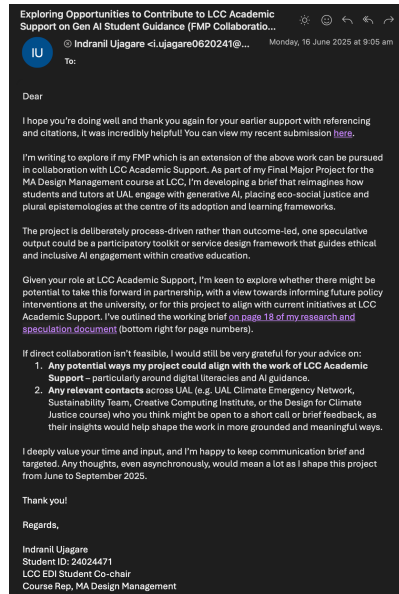 Exploring Opportunities to Contribute to LCC Academic
Support on Gen AI Student Guidance (FMP Collaboratio...
IU
Indranil Ujagare <i.ujagare0620241@...
Monday, 16 June 2025 at 9:05 am
To:
Dear
I hope you're doing well and thank you again for your earlier support with referencing
and citations, it was incredibly helpful! You can view my recent submission here.
I'm writing to explore if my FMP which is an extension of the above work can be pursued
in collaboration with LCC Academic Support. As part of my Final Major Project for the
MA Design Management course at LCC, I'm developing a brief that reimagines how
students and tutors at UAL engage with generative AI, placing eco-social justice and
plural epistemologies at the centre of its adoption and learning frameworks.
The project is deliberately process-driven rather than outcome-led, one speculative
output could be a participatory toolkit or service design framework that guides ethical
and inclusive AI engagement within creative education.
Given your role at LCC Academic Support, I'm keen to explore whether there might be
potential to take this forward in partnership, with a view towards informing future policy
interventions at the university, or for this project to align with current initiatives at LCC
Academic Support. I've outlined the working brief on page 18 of my research and
speculation document (bottom right for page numbers).
If direct collaboration isn't feasible, I would still be very grateful for your advice on:
1. Any potential ways my project could align with the work of LCC Academic
Support – particularly around digital literacies and AI guidance.
2. Any relevant contacts across UAL (e.g. UAL Climate Emergency Network,
Sustainability Team, Creative Computing Institute, or the Design for Climate
Justice course) who you think might be open to a short call or brief feedback, as
their insights would help shape the work in more grounded and meaningful ways.
I deeply value your time and input, and I'm happy to keep communication brief and
targeted. Any thoughts, even asynchronously, would mean a lot as I shape this project
from June to September 2025.
Thank you!
Regards,
Indranil Ujagare
Student ID: 24024471
LCC EDI Student Co-chair
Course Rep, MA Design Management